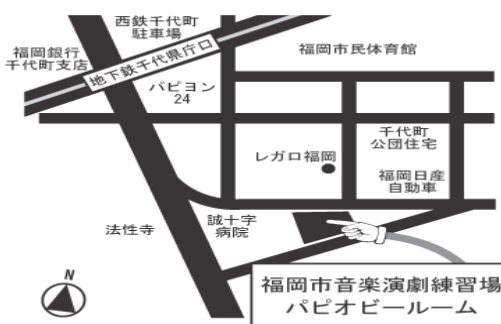 西鉄千代町
駐車場
福岡銀行
千代町支店
地下鉄千代県庁口
福岡市民体育館
パピヨン
24
千代町
公団住宅
レガロ福岡
福岡日産
自動車
法性寺
誠十字
病院
N
福岡市音楽演劇練習場
パピオビールーム